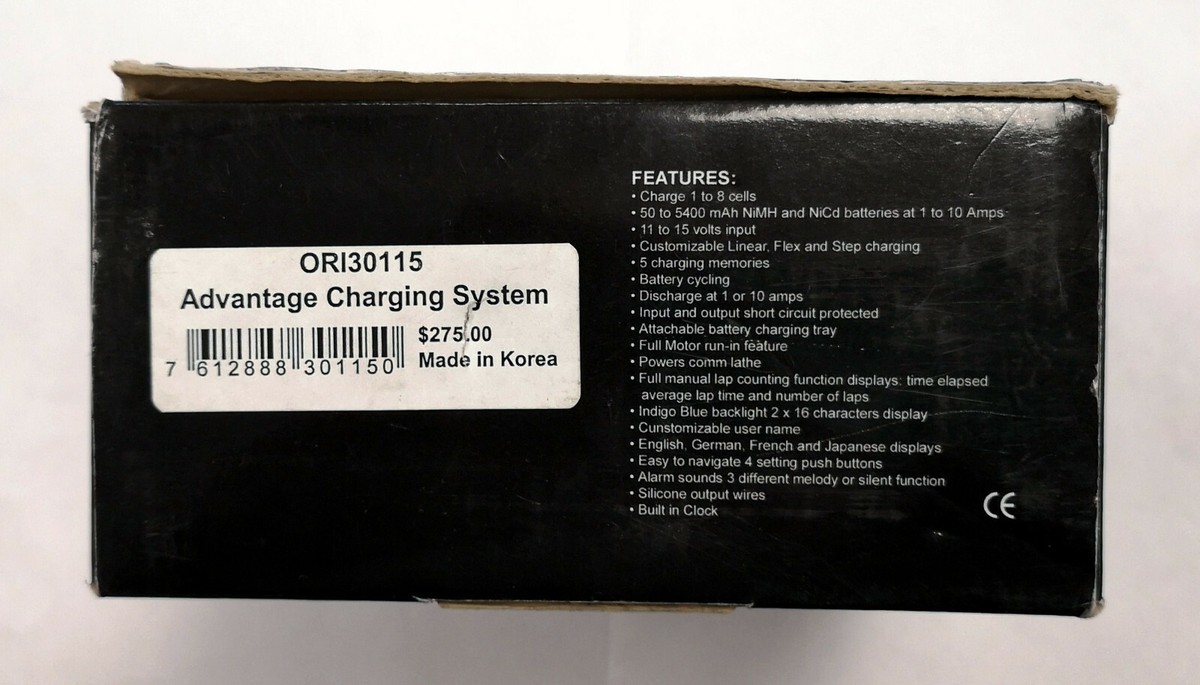 ORI30115
Advantage Charging System
$275.00
Made in Korea
7 612888 301150
FEATURES:
• Charge 1 to 8 cells
• 50 to 5400 mAh NiMH and NiCd batteries at 1 to 10 Amps
• 11 to 15 volts input
• Customizable Linear, Flex and Step charging
• 5 charging memories
• Battery cycling
• Discharge at 1 or 10 amps
• Input and output short circuit protected
• Attachable battery charging tray
• Full Motor run-in feature
• Powers comm lathe
• Full manual lap counting function displays: time elapsed
average lap time and number of laps
• Indigo Blue backlight 2 x 16 characters display
• Cunstomizable user name
• English, German, French and Japanese displays
• Easy to navigate 4 setting push buttons
• Alarm sounds 3 different melody or silent function
• Silicone output wires
• Built in Clock
CE